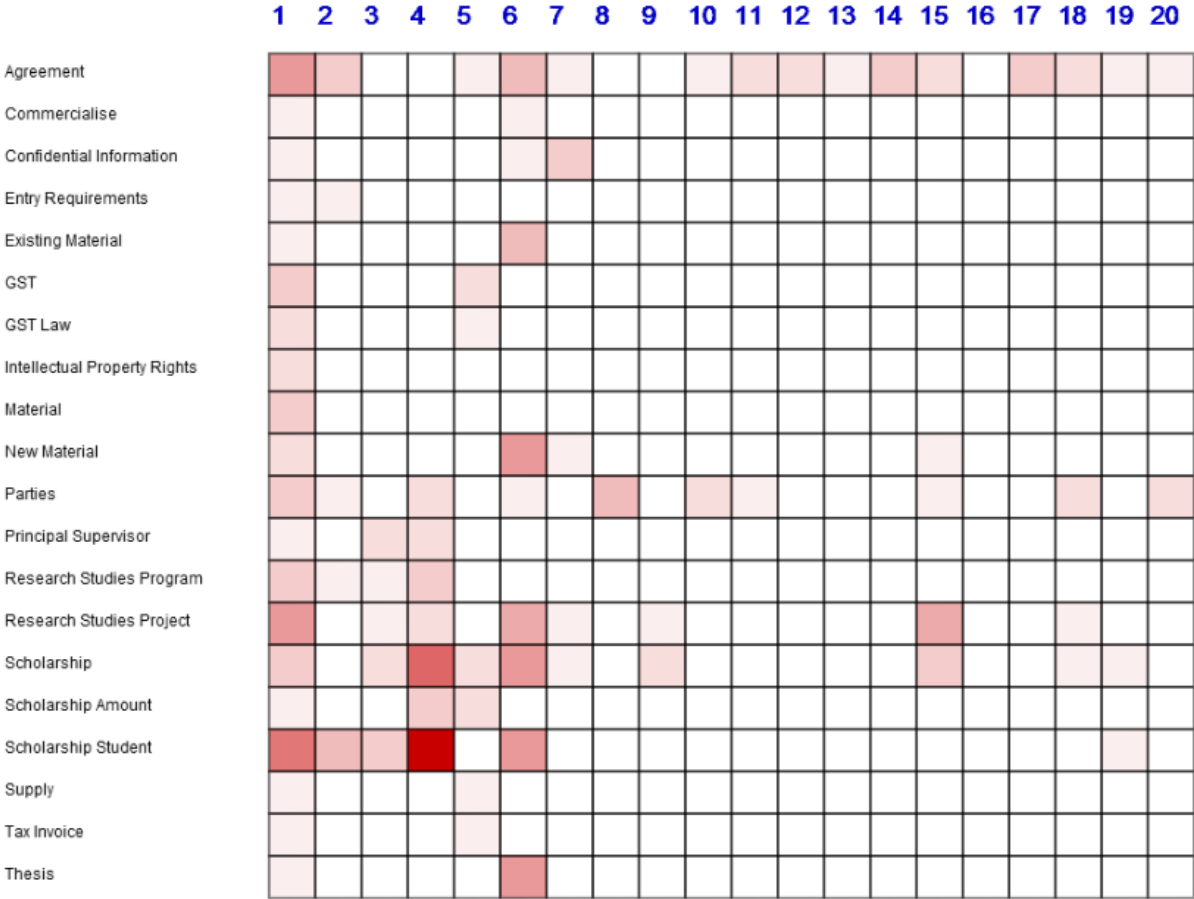 1 2 3 4 5 6 7 8 9 10 11 12 13 14 15 16 17 18 19 20
Agreement
Commercialise
Confidential Information
Entry Requirements
Existing Material
GST
GST Law
Intellectual Property Rights
Material
New Material
Parties
Principal Supervisor
Research Studies Program
Research Studies Project
Scholarship
Scholarship Amount
Scholarship Student
Supply
Tax Invoice
Thesis